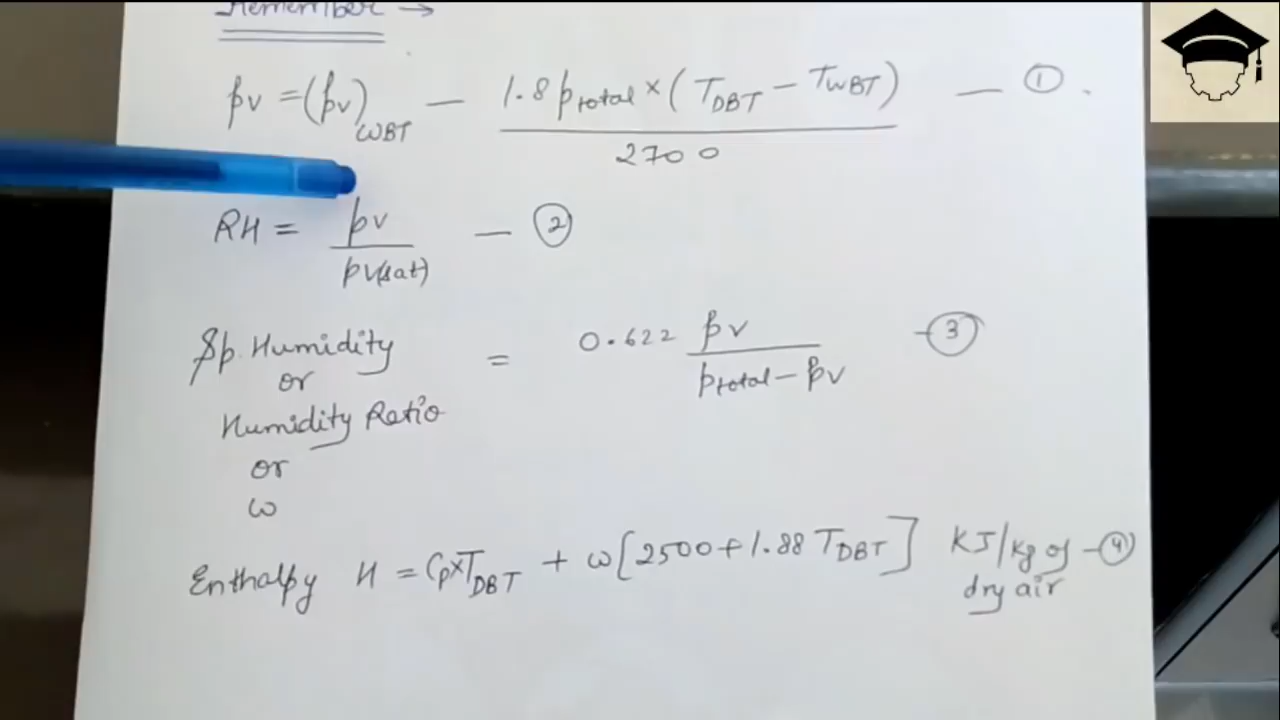 Remember →
pv = (pv)WBT — 1.8 ptotal × (TDBT - TWBT) / 2700 — ① .
RH = pv / pv(sat) — ②
Sp. Humidity or Humidity Ratio or ω = 0.622 pv / ptotal - pv — ③
Enthalpy H = Cp×TDBT + ω[2500+1.88 TDBT] KJ/Kg of dry air — ④